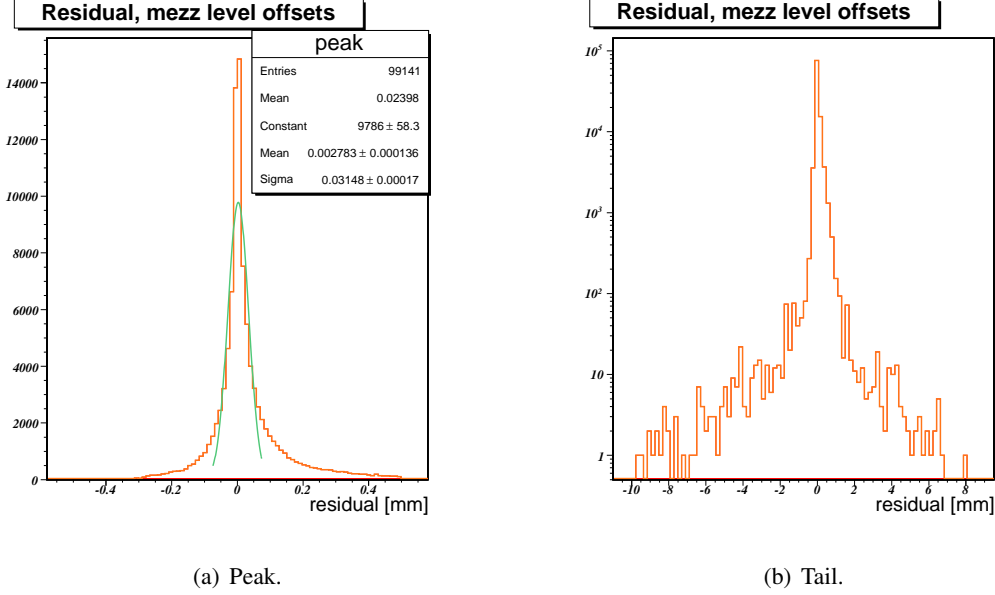 Residual, mezz level offsets
peak
Entries 99141
Mean 0.02398
Constant 9786 ± 58.3
Mean 0.002783 ± 0.000136
Sigma 0.03148 ± 0.00017
14000
12000
10000
8000
6000
4000
2000
0
-0.4 -0.2 0 0.2 0.4
residual [mm]
(a) Peak.
Residual, mezz level offsets
10⁵
10⁴
10³
10²
10
1
-10 -8 -6 -4 -2 0 2 4 6 8
residual [mm]
(b) Tail.